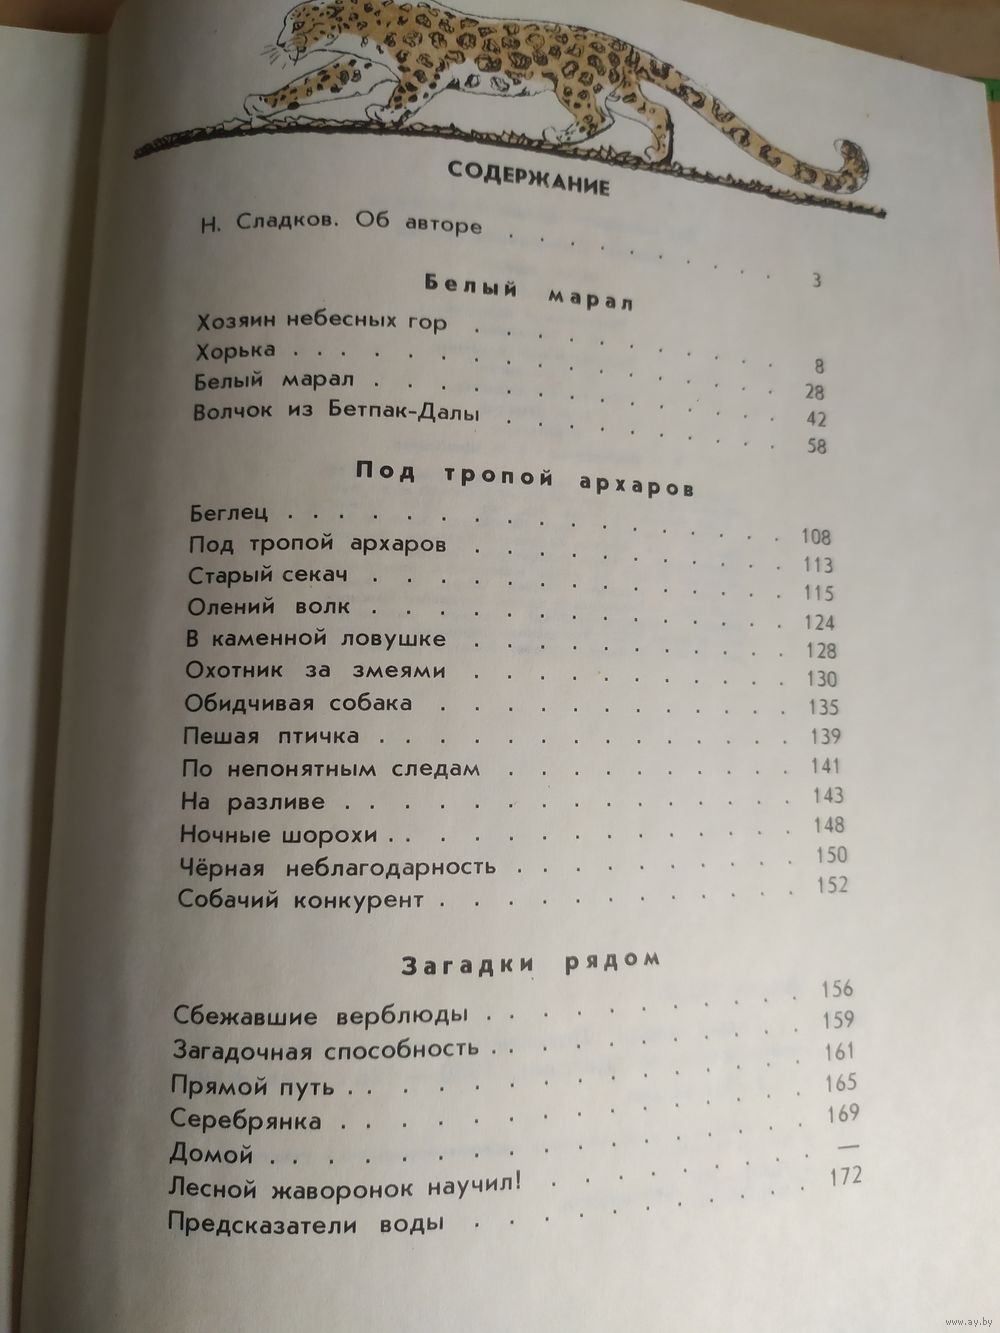 СОДЕРЖАНИЕ
Н. Сладков. Об авторе . . . . . . . . . . 3
Белый марал
Хозяин небесных гор . . . . . . . . . . . 8
Хорька . . . . . . . . . . . . . . . . 28
Белый марал . . . . . . . . . . . . . . 42
Волчок из Бетпак-Далы . . . . . . . . . . 58
Под тропой архаров
Беглец . . . . . . . . . . . . . . . . 108
Под тропой архаров . . . . . . . . . . . 113
Старый секач . . . . . . . . . . . . . . 115
Олений волк . . . . . . . . . . . . . . 124
В каменной ловушке . . . . . . . . . . . 128
Охотник за змеями . . . . . . . . . . . 130
Обидчивая собака . . . . . . . . . . . . 135
Пешая птичка . . . . . . . . . . . . . . 139
По непонятным следам . . . . . . . . . . 141
На разливе . . . . . . . . . . . . . . . 143
Ночные шорохи . . . . . . . . . . . . . . 148
Чёрная неблагодарность . . . . . . . . . . 150
Собачий конкурент . . . . . . . . . . . . 152
Загадки рядом
Сбежавшие верблюды . . . . . . . . . . . 156
Загадочная способность . . . . . . . . . . 159
Прямой путь . . . . . . . . . . . . . . . 161
Серебрянка . . . . . . . . . . . . . . . 165
Домой . . . . . . . . . . . . . . . . . 169
Лесной жаворонок научил! . . . . . . . . . —
Предсказатели воды . . . . . . . . . . . 172
www.ay.by